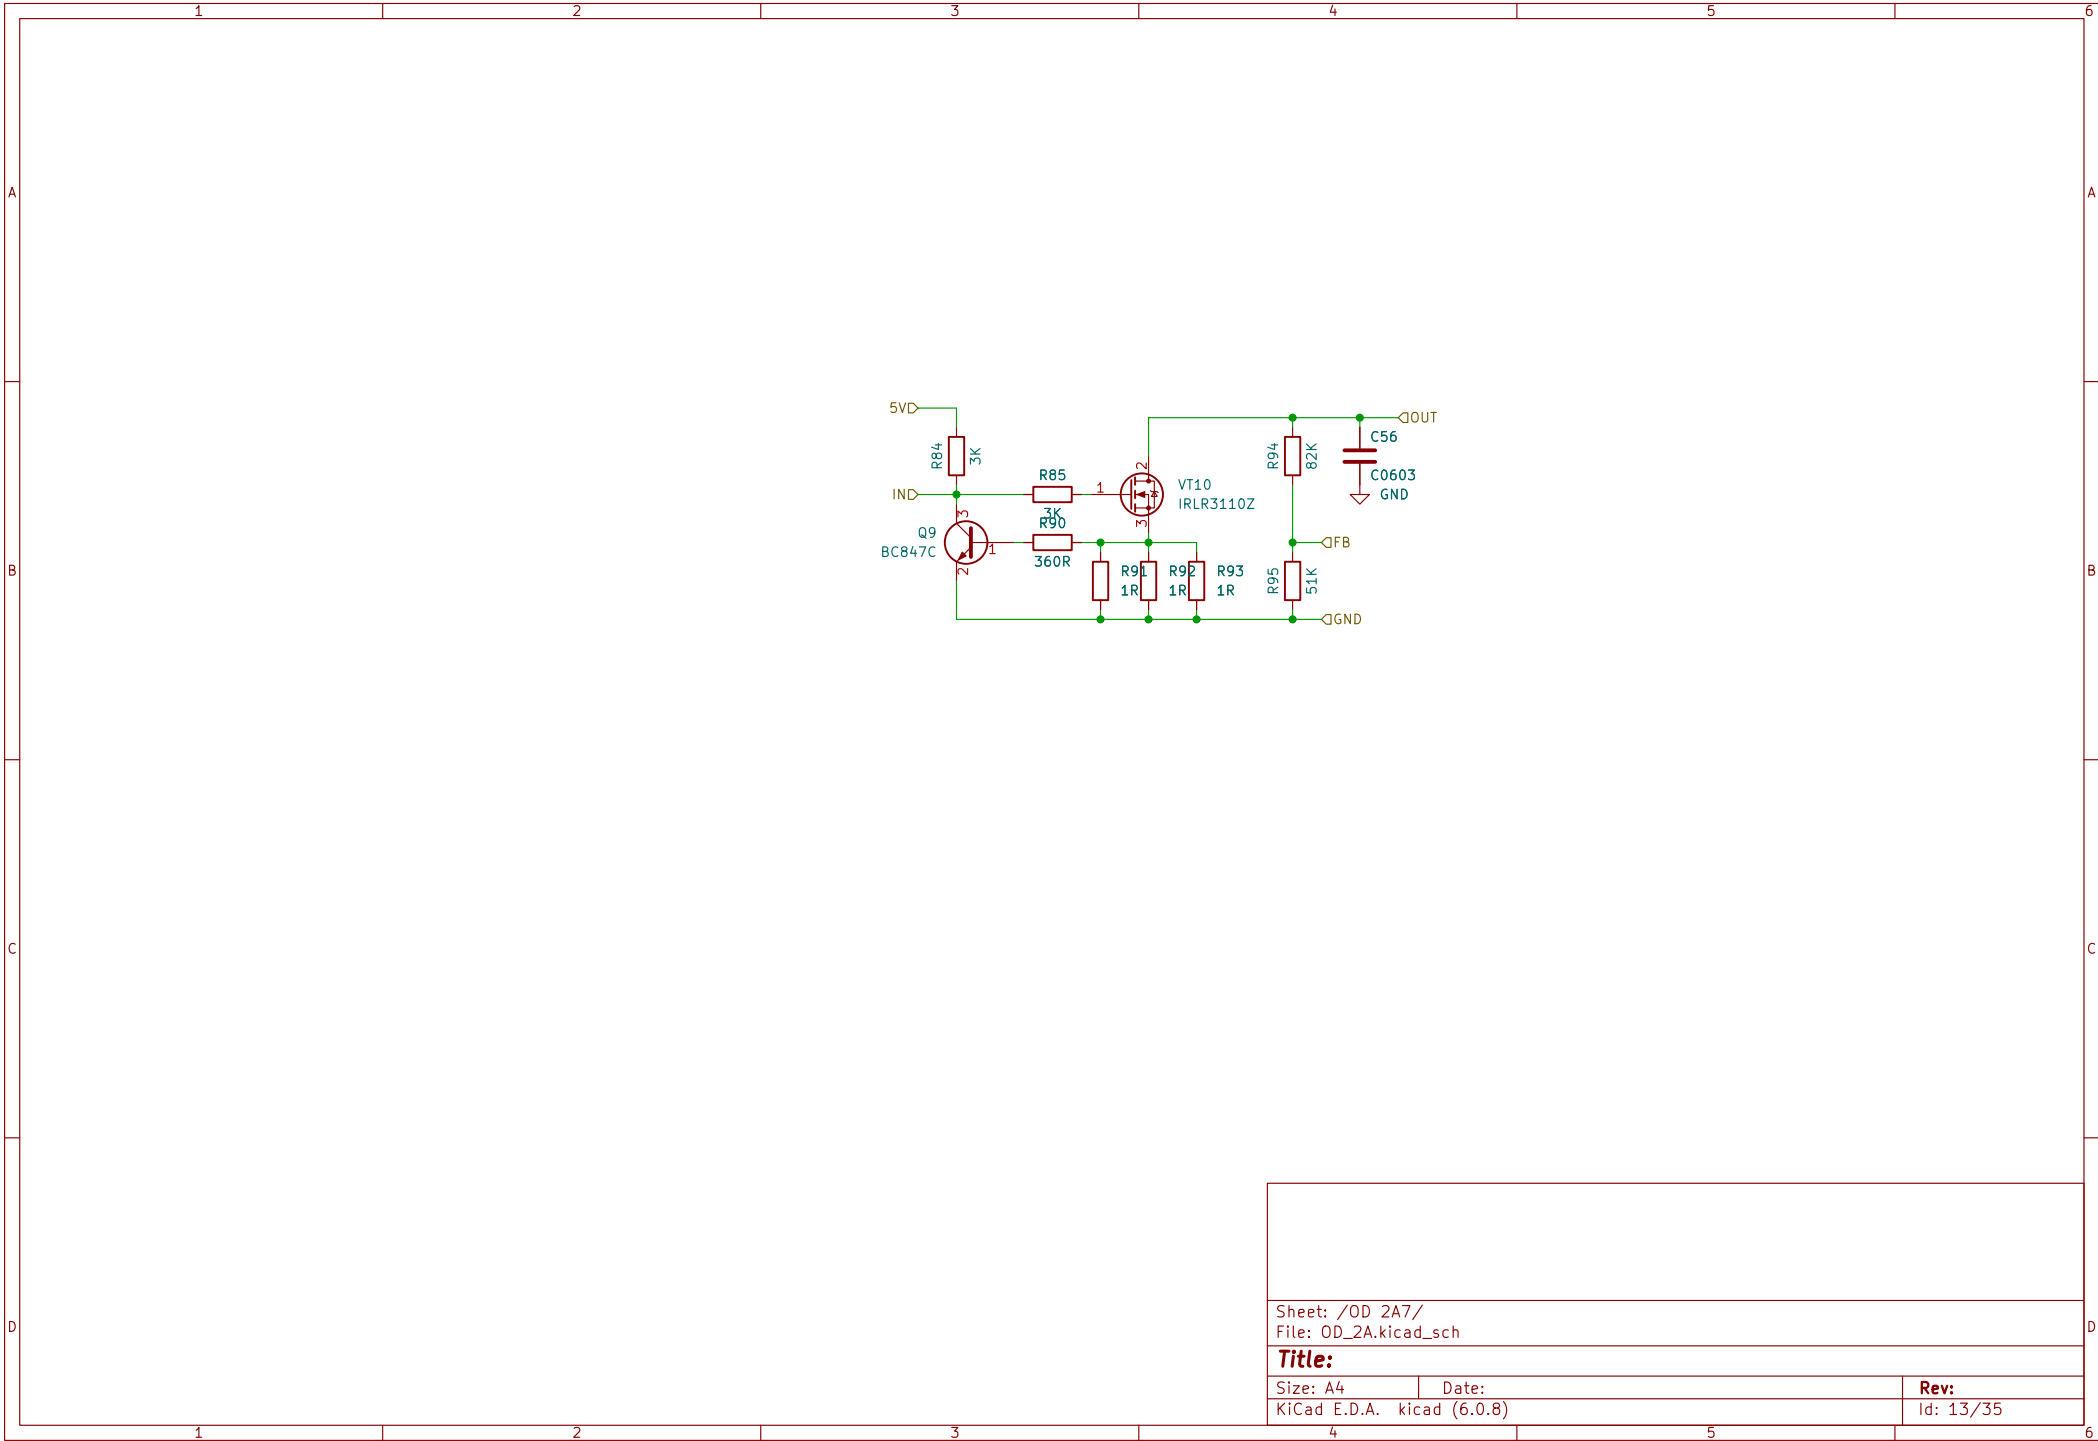 1 2 3 4 5 6
A A
5V
OUT
R84 3K
R94 82K
C56
C0603
GND
R85
3K
IN
1
2
3
VT10
IRLR3110Z
3
Q9
BC847C
1
2
R90
360R
FB
R91
1R
R92
1R
R93
1R
R95 51K
GND
B B
C C
D D
Sheet: /OD 2A7/
File: OD_2A.kicad_sch
Title:
Size: A4 Date: Rev:
KiCad E.D.A. kicad (6.0.8) Id: 13/35
1 2 3 4 5 6